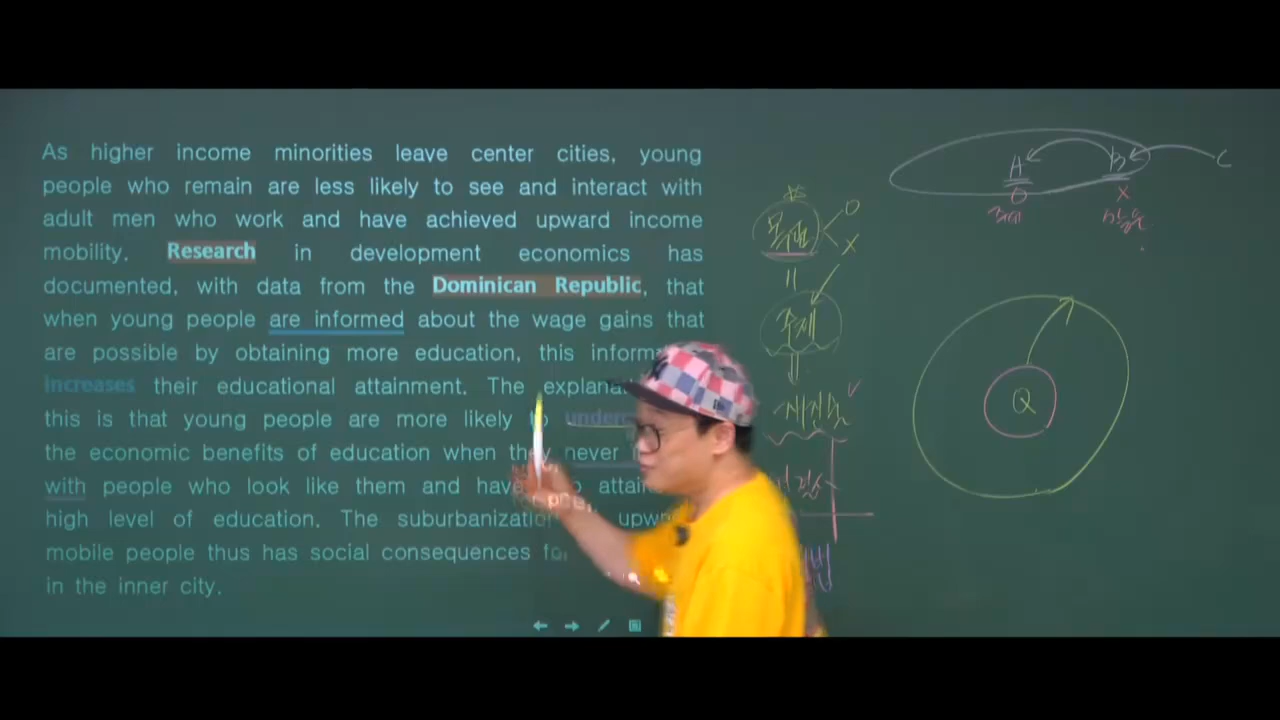 As higher income minorities leave center cities, young
people who remain are less likely to see and interact with
adult men who work and have achieved upward income
mobility. Research in development economics has
documented, with data from the Dominican Republic, that
when young people are informed about the wage gains that
are possible by obtaining more education, this
increases their educational attainment. The
this is that young people are more likely
the economic benefits of education when they never
with people who look like them and have
high level of education. The
mobile people thus has social consequences
in the inner city.
A
B
C
O
X
O
X
주제
Q